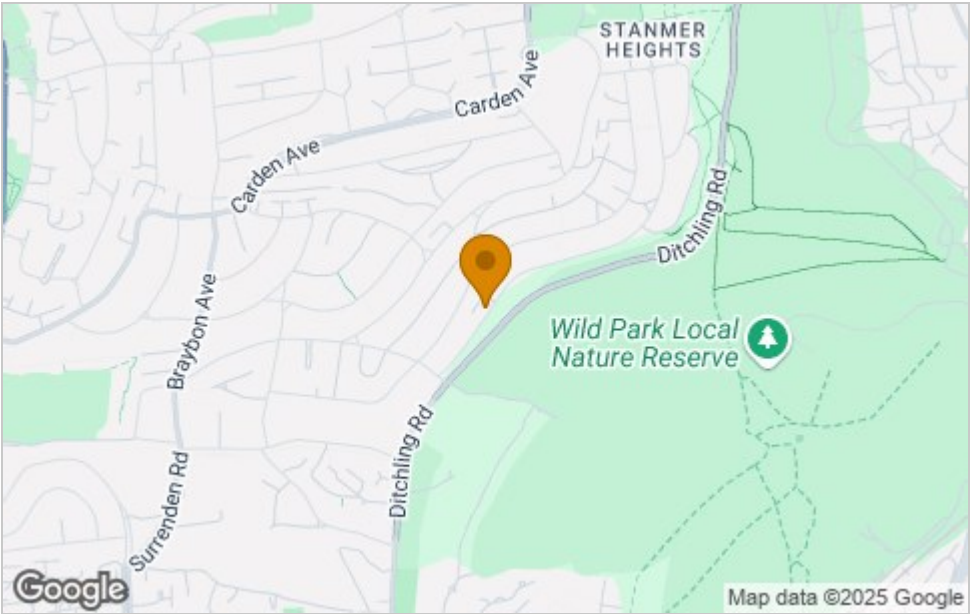 STANMER
HEIGHTS
Carden Ave
Carden Ave
Ditchling Rd
Braybon Ave
Wild Park Local
Nature Reserve
Ditchling Rd
Surrenden Rd
Google
Map data ©2025 Google